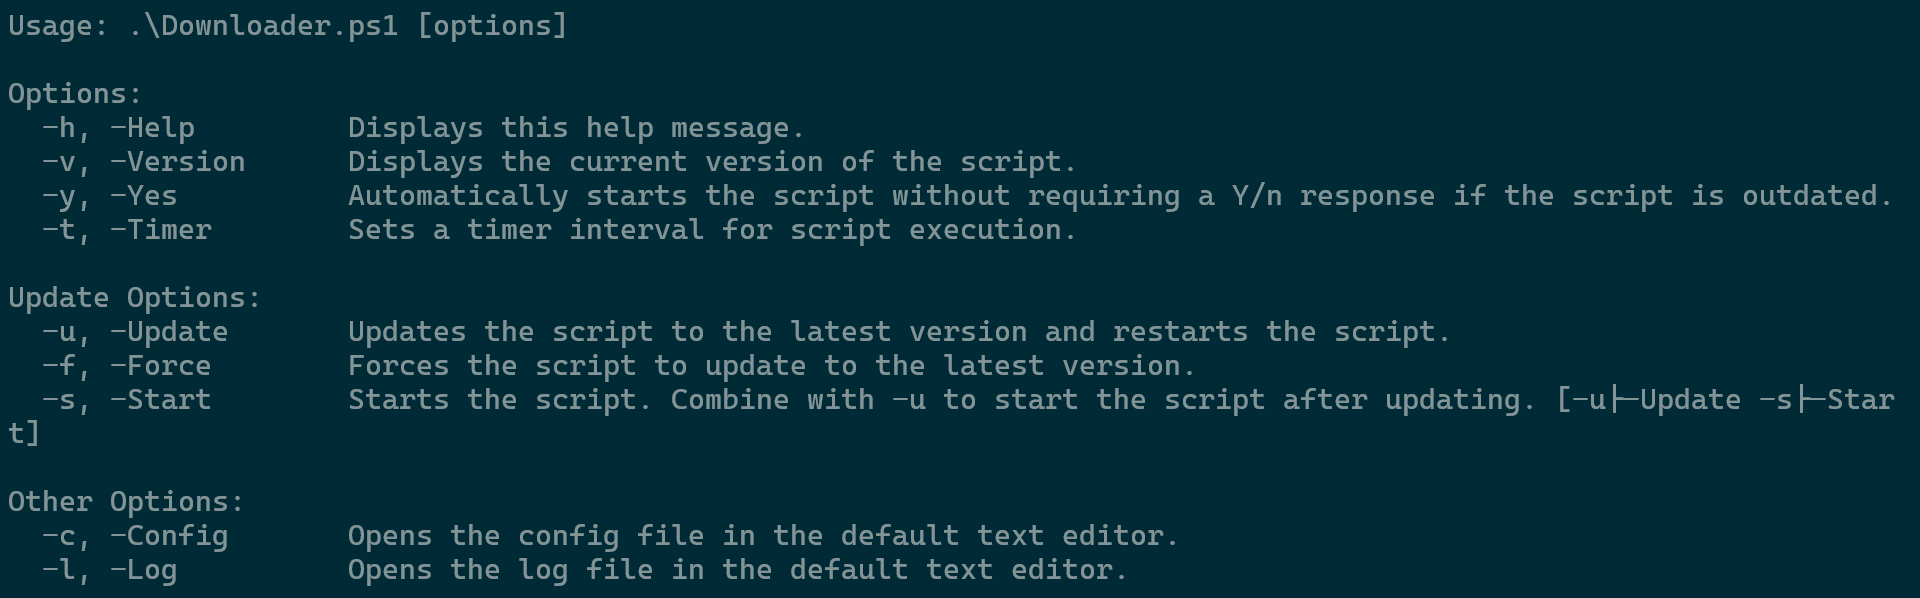 Usage: .\Downloader.ps1 [options]

Options:
  -h, -Help         Displays this help message.
  -v, -Version      Displays the current version of the script.
  -y, -Yes          Automatically starts the script without requiring a Y/n response if the script is outdated.
  -t, -Timer        Sets a timer interval for script execution.

Update Options:
  -u, -Update       Updates the script to the latest version and restarts the script.
  -f, -Force        Forces the script to update to the latest version.
  -s, -Start        Starts the script. Combine with -u to start the script after updating. [-u|-Update -s|-Star
t]

Other Options:
  -c, -Config       Opens the config file in the default text editor.
  -l, -Log          Opens the log file in the default text editor.